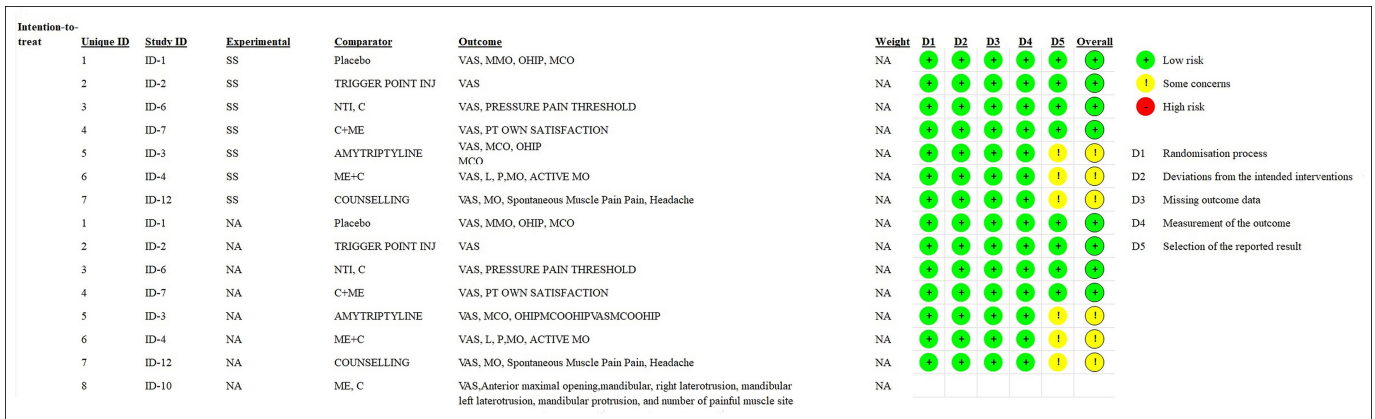 Intention-to-
treat Unique ID Study ID Experimental Comparator Outcome Weight D1 D2 D3 D4 D5 Overall
1 ID-1 SS Placebo VAS, MMO, OHIP, MCO NA + + + + + + + Low risk
2 ID-2 SS TRIGGER POINT INJ VAS NA + + + + + + ! Some concerns
3 ID-6 SS NTI, C VAS, PRESSURE PAIN THRESHOLD NA + + + + + + - High risk
4 ID-7 SS C+ME VAS, PT OWN SATISFACTION NA + + + + + +
5 ID-3 SS AMYTRIPTYLINE VAS, MCO, OHIP NA + + + + ! ! D1 Randomisation process
MCO
6 ID-4 SS ME+C VAS, L, P,MO, ACTIVE MO NA + + + + ! ! D2 Deviations from the intended interventions
7 ID-12 SS COUNSELLING VAS, MO, Spontaneous Muscle Pain Pain, Headache NA + + + + ! ! D3 Missing outcome data
1 ID-1 NA Placebo VAS, MMO, OHIP, MCO NA + + + + + + D4 Measurement of the outcome
2 ID-2 NA TRIGGER POINT INJ VAS NA + + + + + + D5 Selection of the reported result
3 ID-6 NA NTI, C VAS, PRESSURE PAIN THRESHOLD NA + + + + + +
4 ID-7 NA C+ME VAS, PT OWN SATISFACTION NA + + + + + +
5 ID-3 NA AMYTRIPTYLINE VAS, MCO, OHIPMCOOHIPVASMCOOHIP NA + + + + ! !
6 ID-4 NA ME+C VAS, L, P,MO, ACTIVE MO NA + + + + ! !
7 ID-12 NA COUNSELLING VAS, MO, Spontaneous Muscle Pain Pain, Headache NA + + + + ! !
8 ID-10 NA ME, C VAS,Anterior maximal opening,mandibular, right laterotrusion, mandibular NA
left laterotrusion, mandibular protrusion, and number of painful muscle site